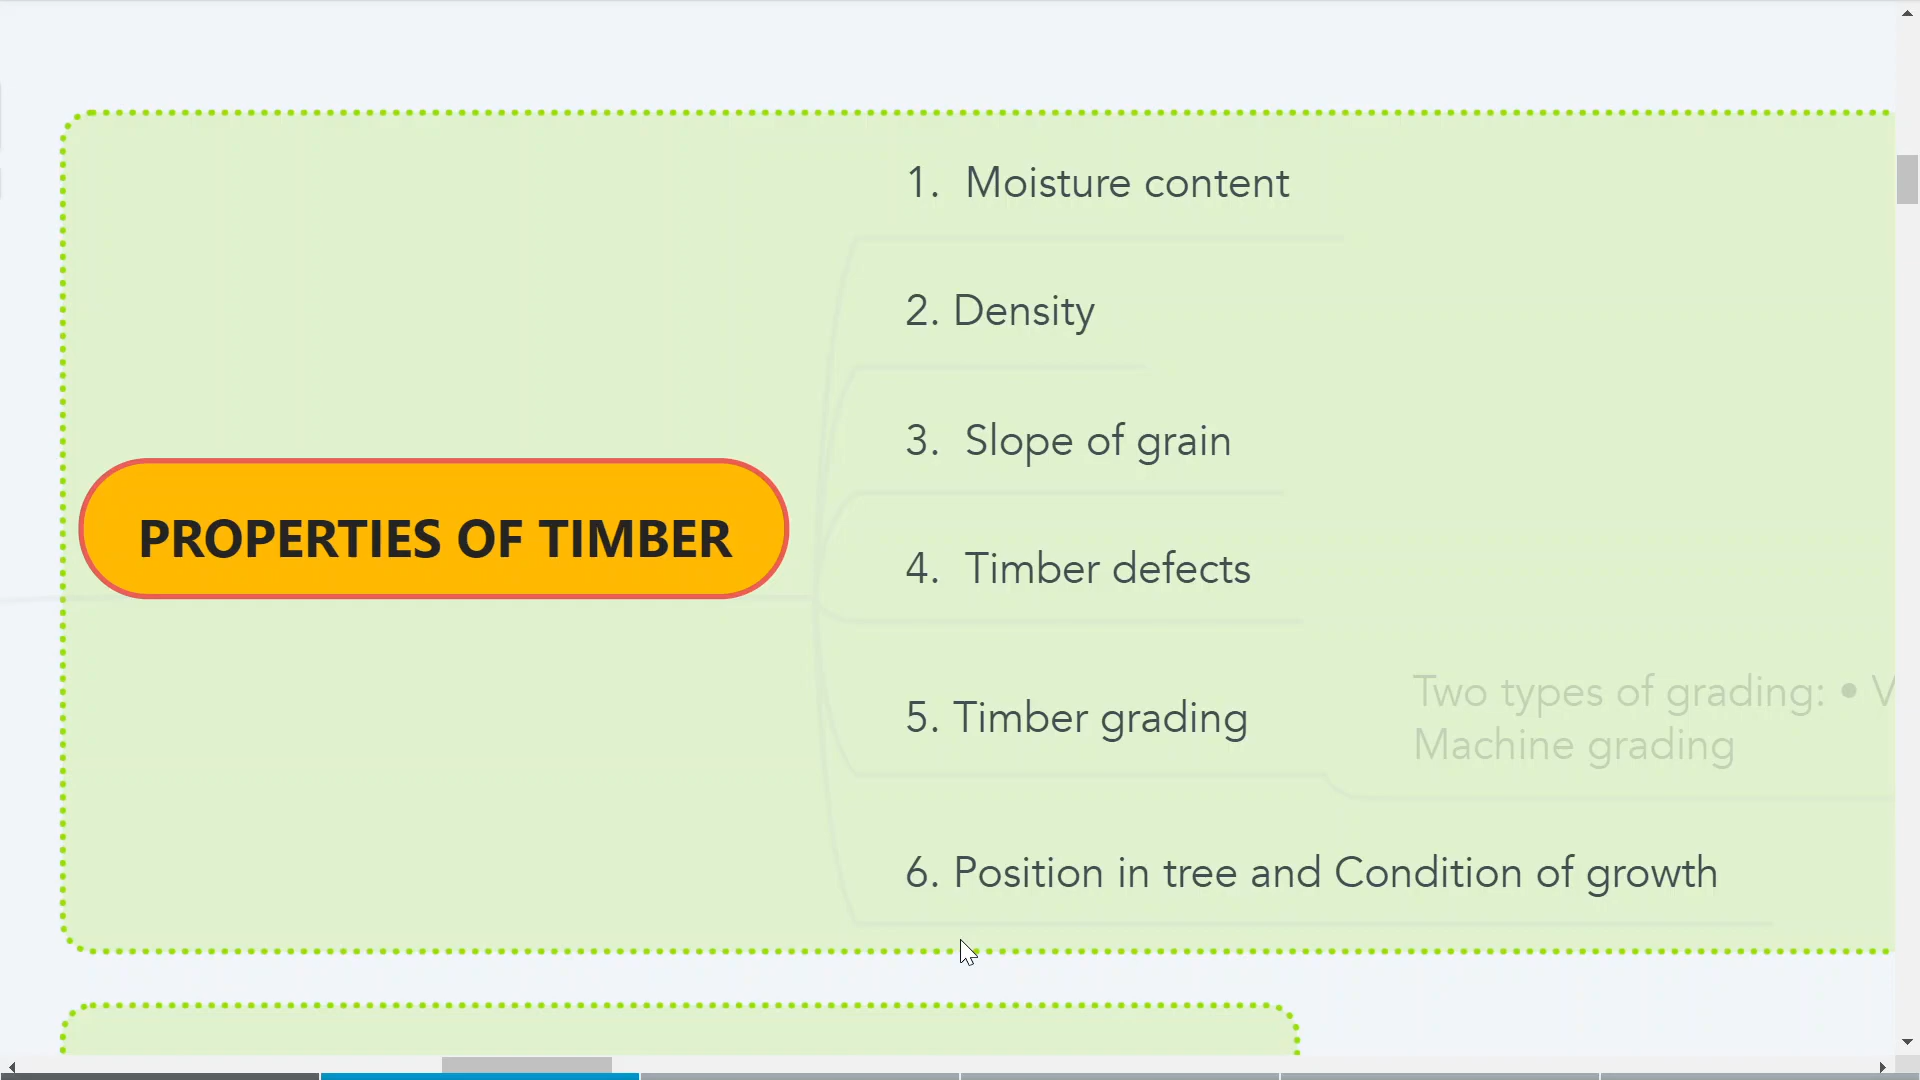 1. Moisture content
2. Density
3. Slope of grain
PROPERTIES OF TIMBER
4. Timber defects
Two types of grading: •
5. Timber grading
Machine grading
6. Position in tree and Condition of growth